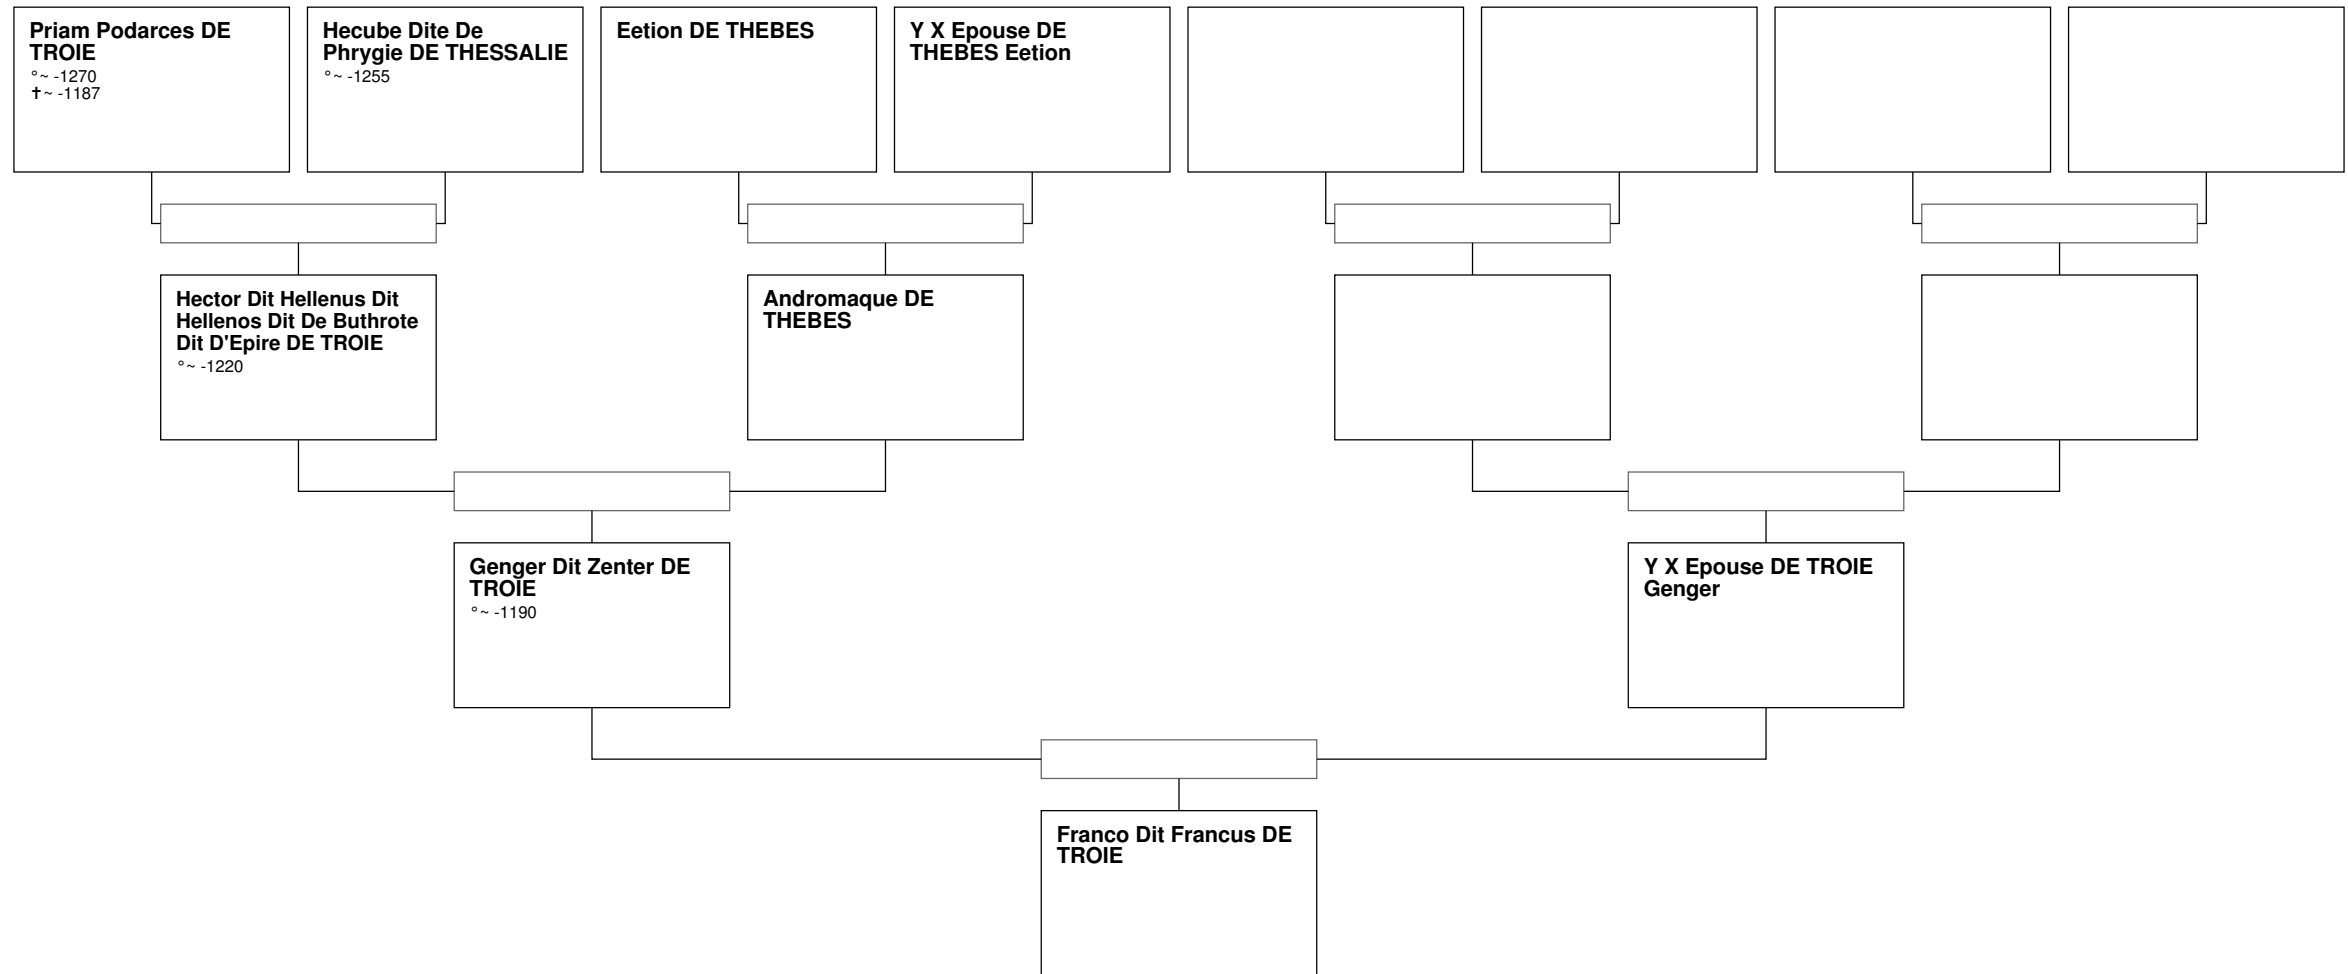 Priam Podarces DE
TROIE
°~ -1270
✝~ -1187
Hecube Dite De
Phrygie DE THESSALIE
°~ -1255
Eetion DE THEBES
Y X Epouse DE
THEBES Eetion
Hector Dit Hellenus Dit
Hellenos Dit De Buthrote
Dit D'Epire DE TROIE
°~ -1220
Andromaque DE
THEBES
Genger Dit Zenter DE
TROIE
°~ -1190
Y X Epouse DE TROIE
Genger
Franco Dit Francus DE
TROIE